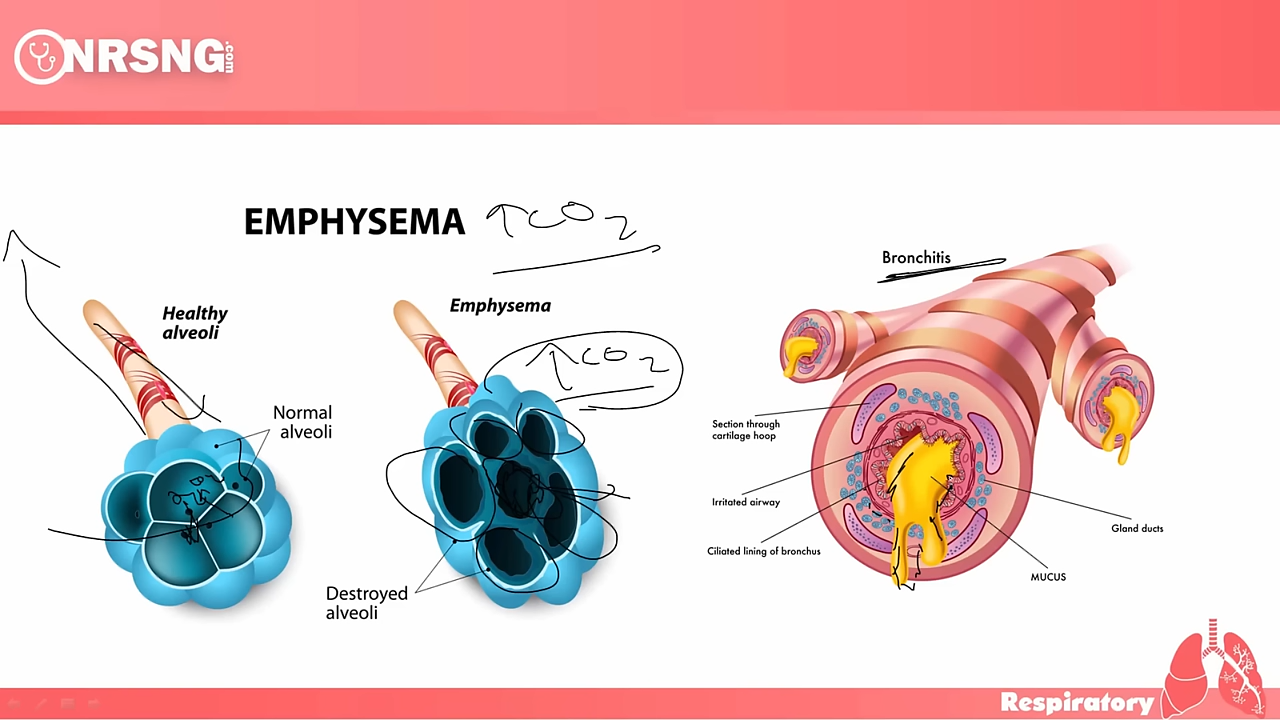 NRSNG.com
EMPHYSEMA ↑CO2
Healthy
alveoli
Emphysema
↑CO2
Normal
alveoli
Destroyed
alveoli
Bronchitis
Section through
cartilage hoop
Irritated airway
Ciliated lining of bronchus
Gland ducts
MUCUS
Respiratory